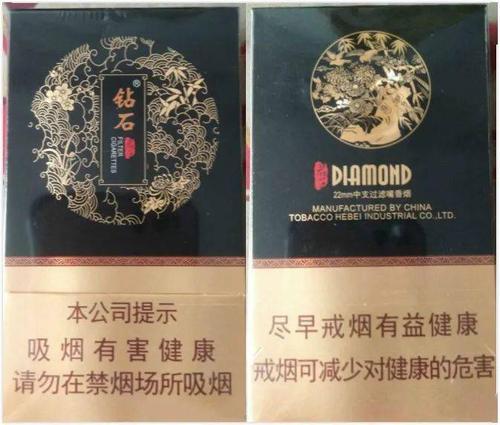 钻石®
FILTER
CIGARETTES
本公司提示
吸烟有害健康
请勿在禁烟场所吸烟
DIAMOND
22mm中支过滤嘴香烟
MANUFACTURED BY CHINA
TOBACCO HEBEI INDUSTRIAL CO.,LTD.
尽早戒烟有益健康
戒烟可减少对健康的危害